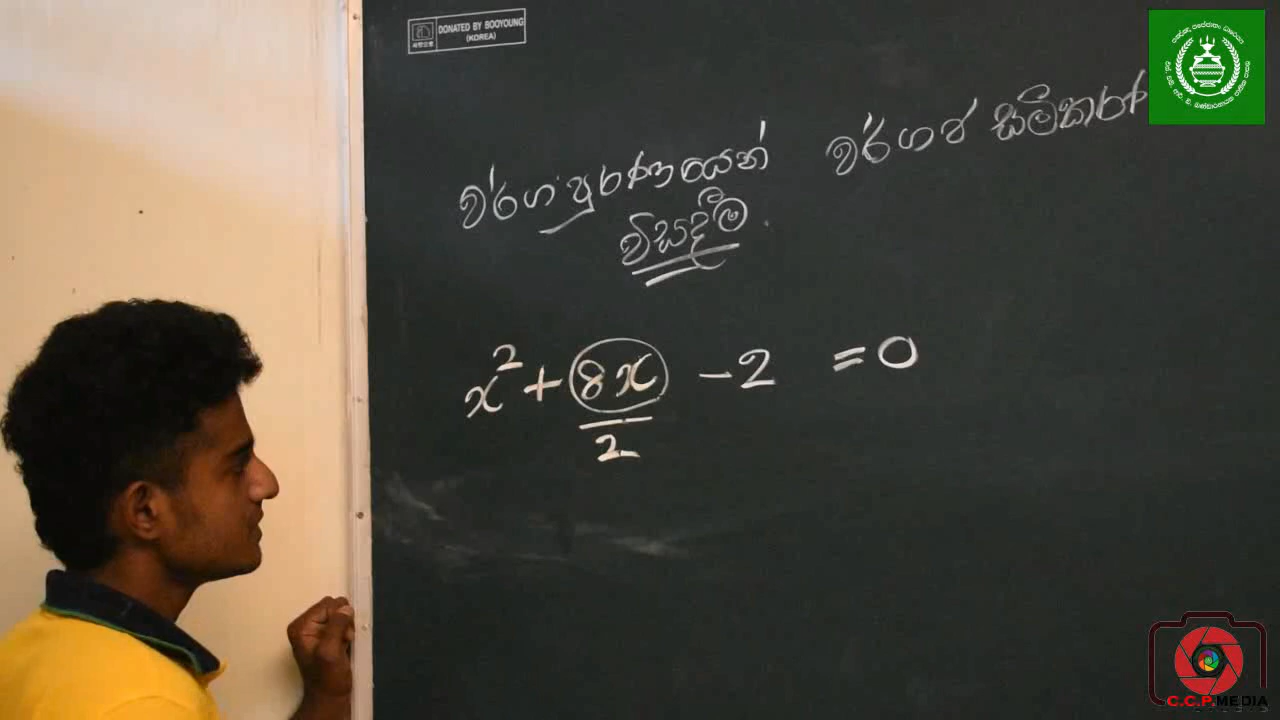 DONATED BY BOOYOUNG
(KOREA)
වර්ගපුරණයෙන් වර්ගජ සමීකරණ
විසඳීම.
x² + 8x - 2 = 0
2
C.C.P.MEDIA